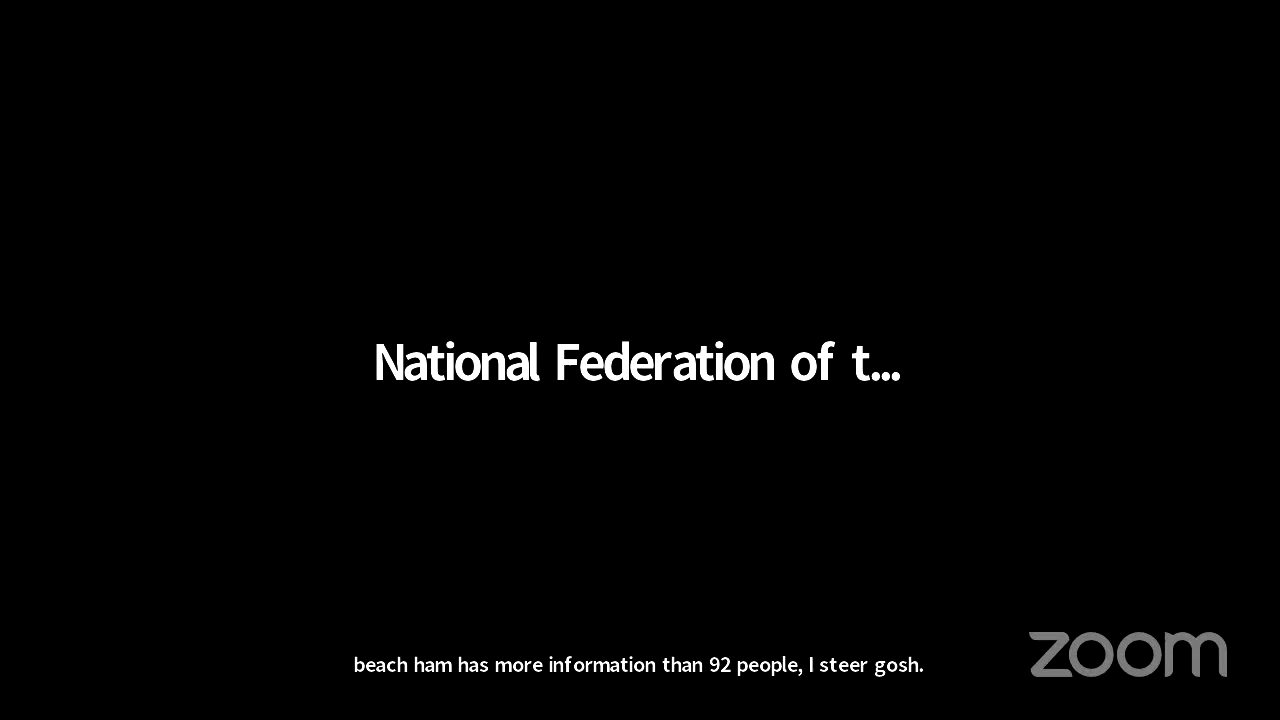 National Federation of t...
beach ham has more information than 92 people, I steer gosh.
zoom